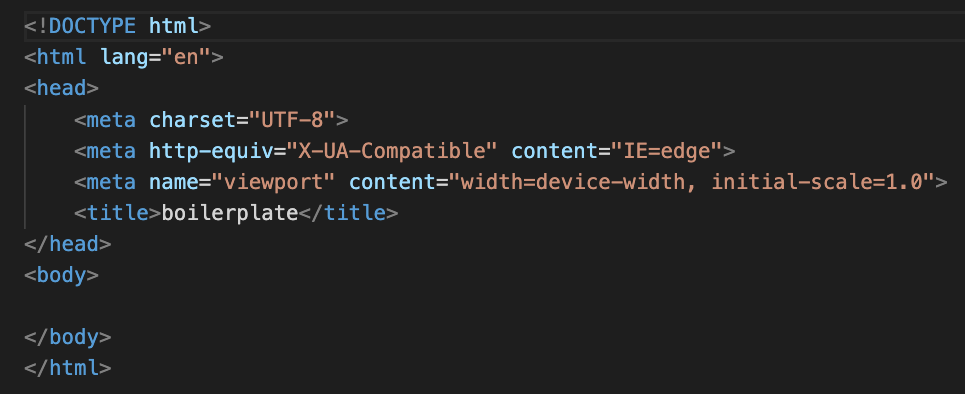 <!DOCTYPE html>
<html lang="en">
<head>
    <meta charset="UTF-8">
    <meta http-equiv="X-UA-Compatible" content="IE=edge">
    <meta name="viewport" content="width=device-width, initial-scale=1.0">
    <title>boilerplate</title>
</head>
<body>

</body>
</html>